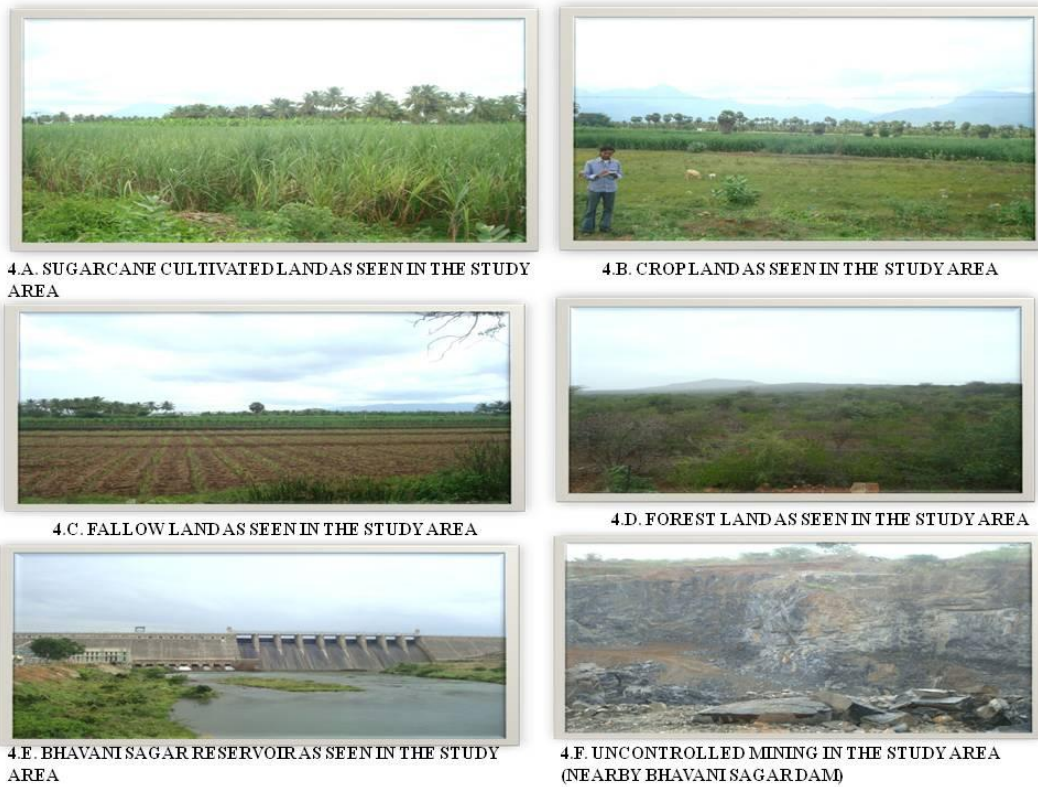 4.A. SUGARCANE CULTIVATED LAND AS SEEN IN THE STUDY
AREA
4.B. CROP LAND AS SEEN IN THE STUDY AREA
4.C. FALLOW LAND AS SEEN IN THE STUDY AREA
4.D. FOREST LAND AS SEEN IN THE STUDY AREA
4.E. BHAVANI SAGAR RESERVOIR AS SEEN IN THE STUDY
AREA
4.F. UNCONTROLLED MINING IN THE STUDY AREA
(NEARBY BHAVANI SAGAR DAM)